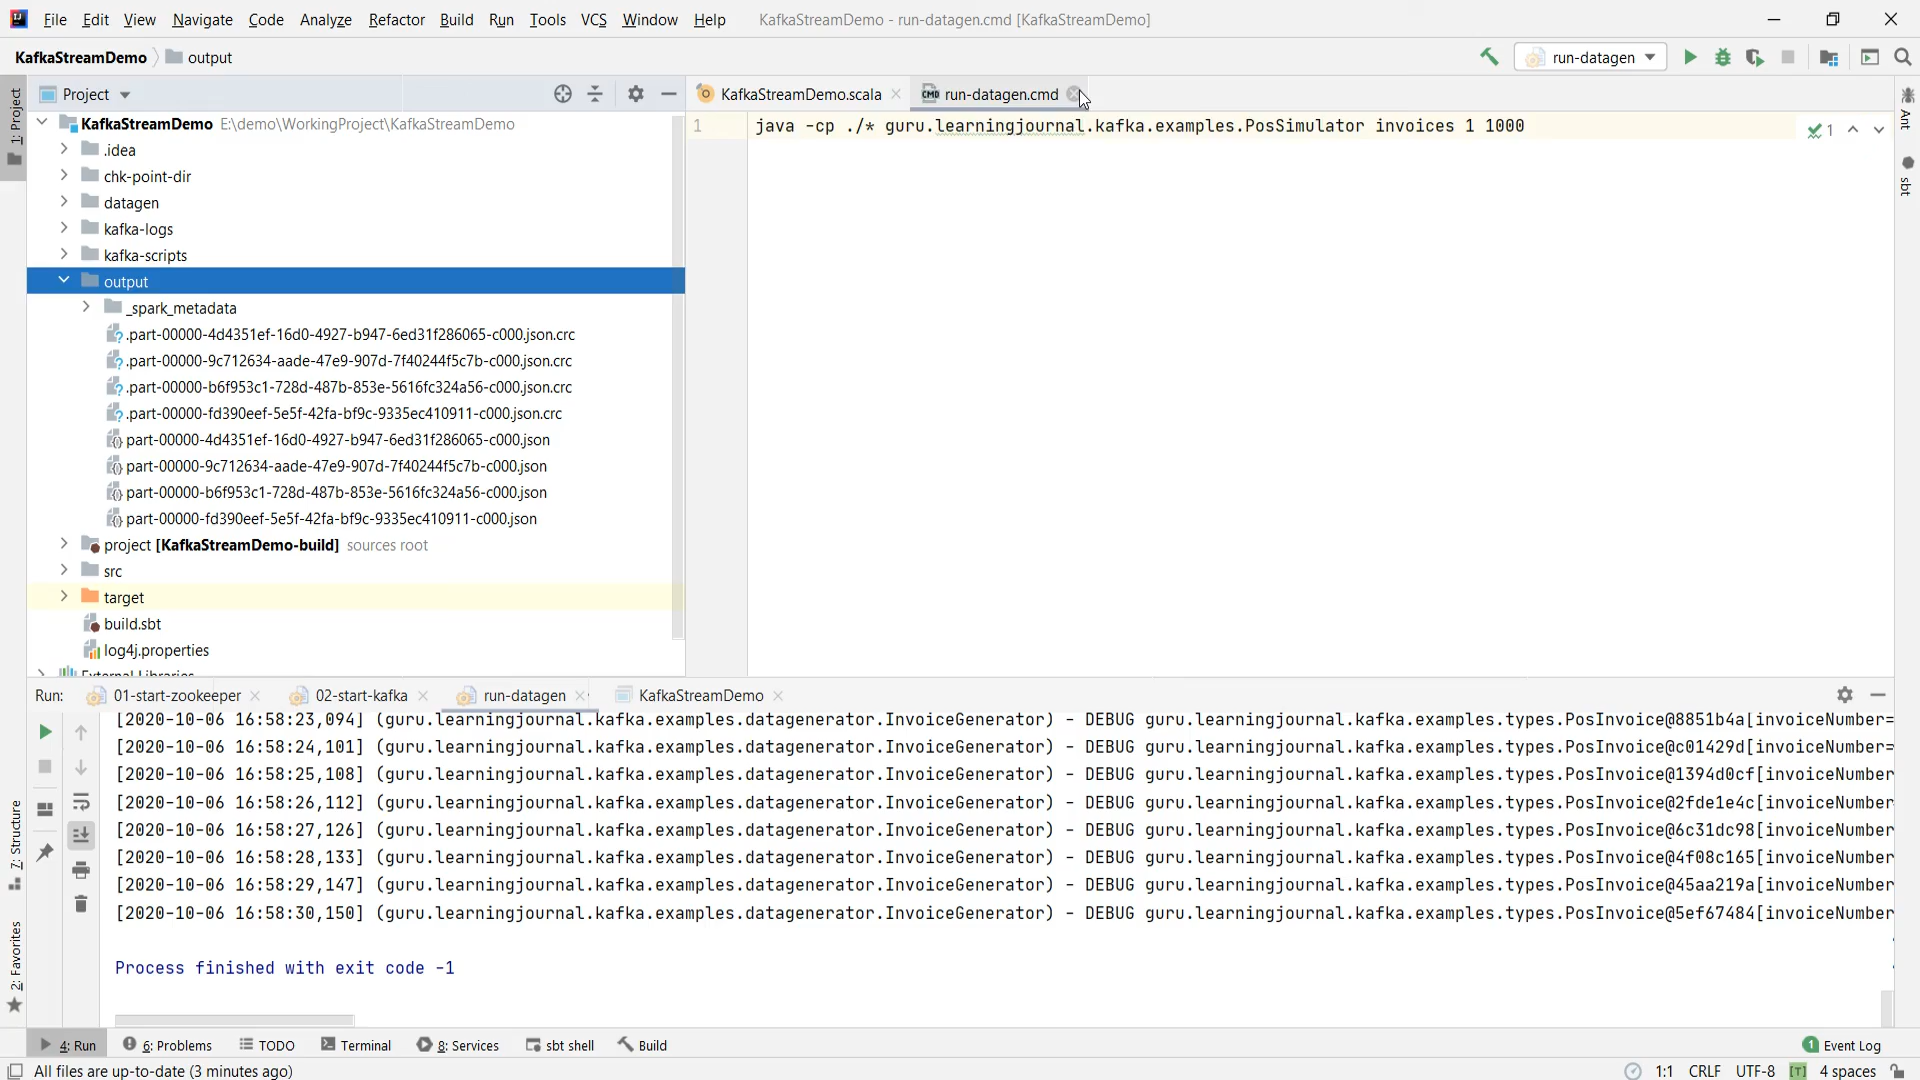 File Edit View Navigate Code Analyze Refactor Build Run Tools VCS Window Help KafkaStreamDemo - run-datagen.cmd [KafkaStreamDemo]
KafkaStreamDemo output run-datagen
1: Project
Project
KafkaStreamDemo.scala run-datagen.cmd
Ant
sbt
KafkaStreamDemo E:\demo\WorkingProject\KafkaStreamDemo
.idea
chk-point-dir
datagen
kafka-logs
kafka-scripts
output
_spark_metadata
.part-00000-4d4351ef-16d0-4927-b947-6ed31f286065-c000.json.crc
.part-00000-9c712634-aade-47e9-907d-7f40244f5c7b-c000.json.crc
.part-00000-b6f953c1-728d-487b-853e-5616fc324a56-c000.json.crc
.part-00000-fd390eef-5e5f-42fa-bf9c-9335ec410911-c000.json.crc
part-00000-4d4351ef-16d0-4927-b947-6ed31f286065-c000.json
part-00000-9c712634-aade-47e9-907d-7f40244f5c7b-c000.json
part-00000-b6f953c1-728d-487b-853e-5616fc324a56-c000.json
part-00000-fd390eef-5e5f-42fa-bf9c-9335ec410911-c000.json
project [KafkaStreamDemo-build] sources root
src
target
build.sbt
log4j.properties
External Libraries
1 java -cp ./* guru.learningjournal.kafka.examples.PosSimulator invoices 1 1000
1
Run: 01-start-zookeeper 02-start-kafka run-datagen KafkaStreamDemo
[2020-10-06 16:58:23,094] (guru.learningjournal.kafka.examples.datagenerator.InvoiceGenerator) - DEBUG guru.learningjournal.kafka.examples.types.PosInvoice@8851b4a[invoiceNumber=
[2020-10-06 16:58:24,101] (guru.learningjournal.kafka.examples.datagenerator.InvoiceGenerator) - DEBUG guru.learningjournal.kafka.examples.types.PosInvoice@c01429d[invoiceNumber=
[2020-10-06 16:58:25,108] (guru.learningjournal.kafka.examples.datagenerator.InvoiceGenerator) - DEBUG guru.learningjournal.kafka.examples.types.PosInvoice@1394d0cf[invoiceNumber
[2020-10-06 16:58:26,112] (guru.learningjournal.kafka.examples.datagenerator.InvoiceGenerator) - DEBUG guru.learningjournal.kafka.examples.types.PosInvoice@2fde1e4c[invoiceNumber
[2020-10-06 16:58:27,126] (guru.learningjournal.kafka.examples.datagenerator.InvoiceGenerator) - DEBUG guru.learningjournal.kafka.examples.types.PosInvoice@6c31dc98[invoiceNumber
[2020-10-06 16:58:28,133] (guru.learningjournal.kafka.examples.datagenerator.InvoiceGenerator) - DEBUG guru.learningjournal.kafka.examples.types.PosInvoice@4f08c165[invoiceNumber
[2020-10-06 16:58:29,147] (guru.learningjournal.kafka.examples.datagenerator.InvoiceGenerator) - DEBUG guru.learningjournal.kafka.examples.types.PosInvoice@45aa219a[invoiceNumber
[2020-10-06 16:58:30,150] (guru.learningjournal.kafka.examples.datagenerator.InvoiceGenerator) - DEBUG guru.learningjournal.kafka.examples.types.PosInvoice@5ef67484[invoiceNumber
Process finished with exit code -1
7: Structure
2: Favorites
4: Run 6: Problems TODO Terminal 8: Services sbt shell Build 1 Event Log
All files are up-to-date (3 minutes ago) 1:1 CRLF UTF-8 [T] 4 spaces